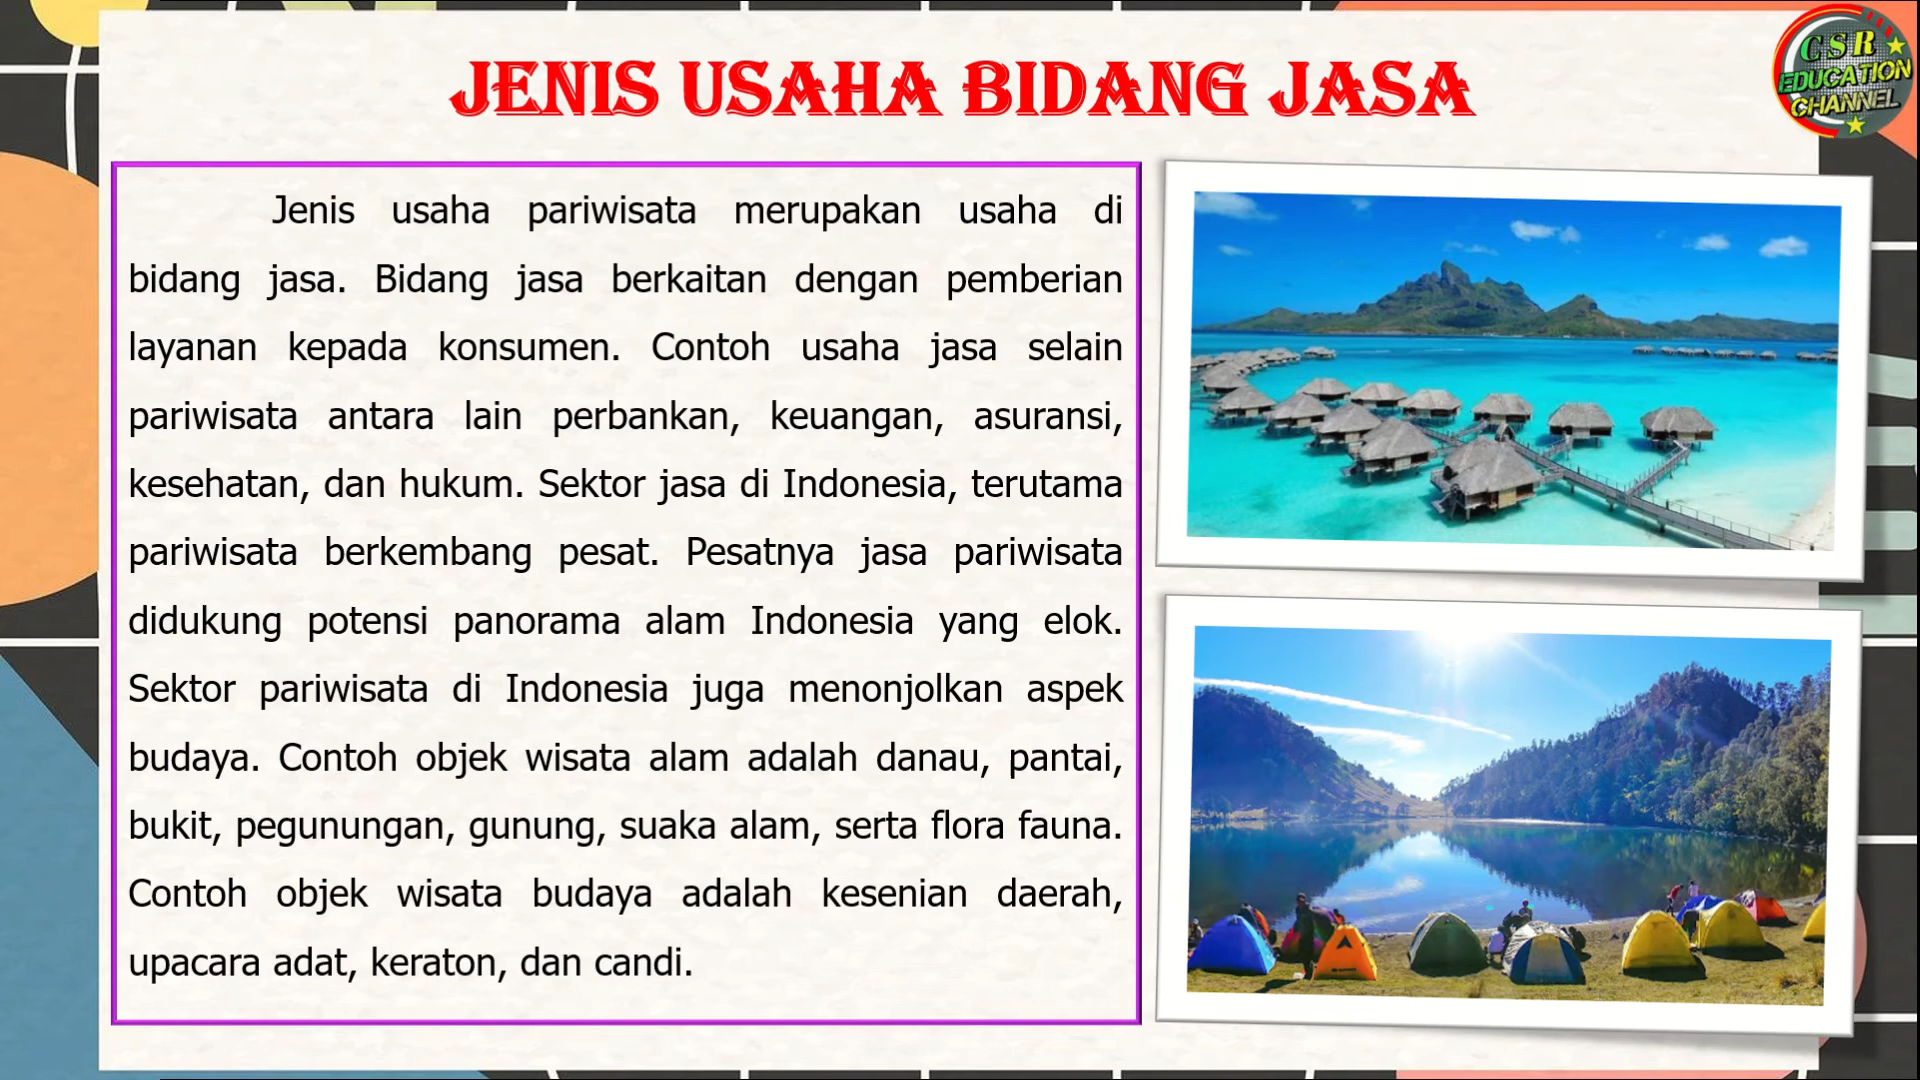 JENIS USAHA BIDANG JASA
CSR
EDUCATION
CHANNEL
Jenis usaha pariwisata merupakan usaha di
bidang jasa. Bidang jasa berkaitan dengan pemberian
layanan kepada konsumen. Contoh usaha jasa selain
pariwisata antara lain perbankan, keuangan, asuransi,
kesehatan, dan hukum. Sektor jasa di Indonesia, terutama
pariwisata berkembang pesat. Pesatnya jasa pariwisata
didukung potensi panorama alam Indonesia yang elok.
Sektor pariwisata di Indonesia juga menonjolkan aspek
budaya. Contoh objek wisata alam adalah danau, pantai,
bukit, pegunungan, gunung, suaka alam, serta flora fauna.
Contoh objek wisata budaya adalah kesenian daerah,
upacara adat, keraton, dan candi.